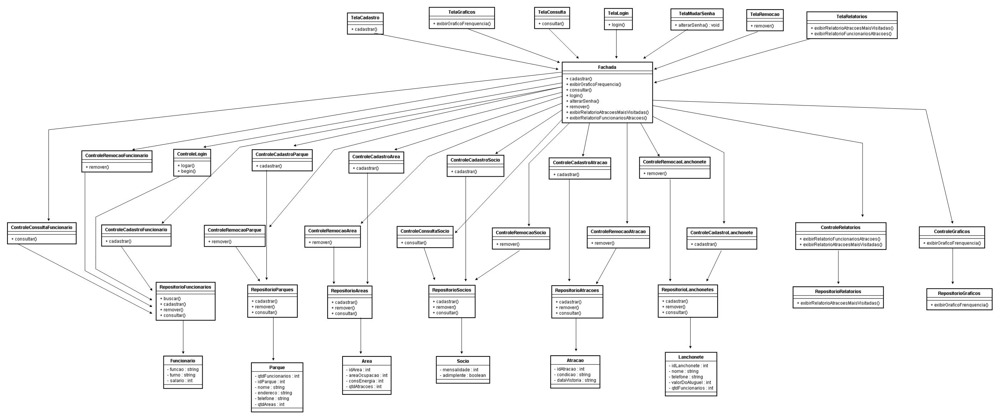 TelaCadastro
+ cadastrar()
TelaGraficos
+ exibirGraficoFrenquencia()
TelaConsulta
+ consultar()
TelaLogin
+ login()
TelaMudarSenha
+ alterarSenha() : void
TelaRemocao
+ remover()
TelaRelatorios
+ exibirRelatorioAtracoesMaisVisitadas()
+ exibirRelatorioFuncionariosAtracoes()
Fachada
+ cadastrar()
+ exibirGraficoFrequencia()
+ consultar()
+ login()
+ alterarSenha()
+ remover()
+ exibirRelatorioAtracoesMaisVisitadas()
+ exibirRelatorioFuncionariosAtracoes()
ControleRemocaoFuncionario
+ remover()
ControleLogin
+ logar()
+ begin()
ControleCadastroParque
+ cadastrar()
ControleCadastroArea
+ cadastrar()
ControleCadastroSocio
+ cadastrar()
ControleCadastroAtracao
+ cadastrar()
ControleRemocaoLanchonete
+ remover()
ControleConsultaFuncionario
+ consultar()
ControleCadastroFuncionario
+ cadastrar()
ControleRemocaoParque
+ remover()
ControleRemocaoArea
+ remover()
ControleConsultaSocio
+ consultar()
ControleRemocaoSocio
+ remover()
ControleRemocaoAtracao
+ remover()
ControleCadastroLanchonete
+ cadastrar()
ControleRelatorios
+ exibirRelatorioFuncionariosAtracoes()
+ exibirRelatorioAtracoesMaisVisitadas()
ControleGraficos
+ exibirGraficoFrenquencia()
RepositorioFuncionarios
+ buscar()
+ cadastrar()
+ remover()
+ consultar()
RepositorioParques
+ cadastrar()
+ remover()
+ consultar()
RepositorioAreas
+ cadastrar()
+ remover()
+ consultar()
RepositorioSocios
+ cadastrar()
+ remover()
+ consultar()
RepositorioAtracoes
+ cadastrar()
+ remover()
+ consultar()
RepositorioLanchonetes
+ cadastrar()
+ remover()
+ consultar()
RepositorioRelatorios
+ exibirRelatorioAtracoesMaisVisitadas()
RepositorioGraficos
+ exibirGraficoFrenquencia()
Funcionario
- funcao : string
- turno : string
- salario : int
Parque
- qtdFuncionarios : int
- idParque : int
- nome : string
- endereco : string
- telefone : string
- qtdAreas : int
Area
- idArea : int
- areaOcupacao : int
- consEnergia : int
- qtdAtracoes : int
Socio
- mensalidade : int
- adimplente : boolean
Atracao
- idAtracao : int
- condicao : string
- dataVistoria : string
Lanchonete
- idLanchonete : int
- nome : string
- telefone : string
- valorDoAluguel : int
- qtdFuncionarios : int